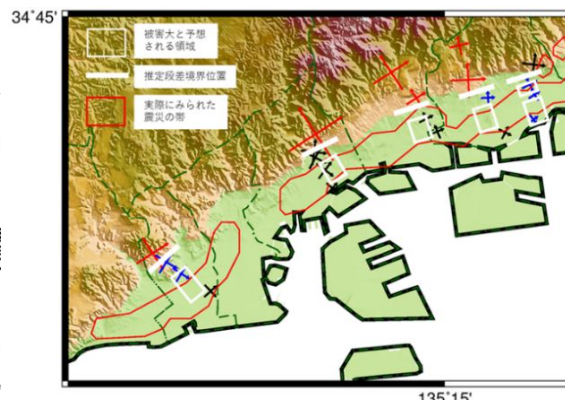 34˚45'
被害大と予想
される領域
推定段差境界位置
実際にみられた
震災の帯
135˚15'